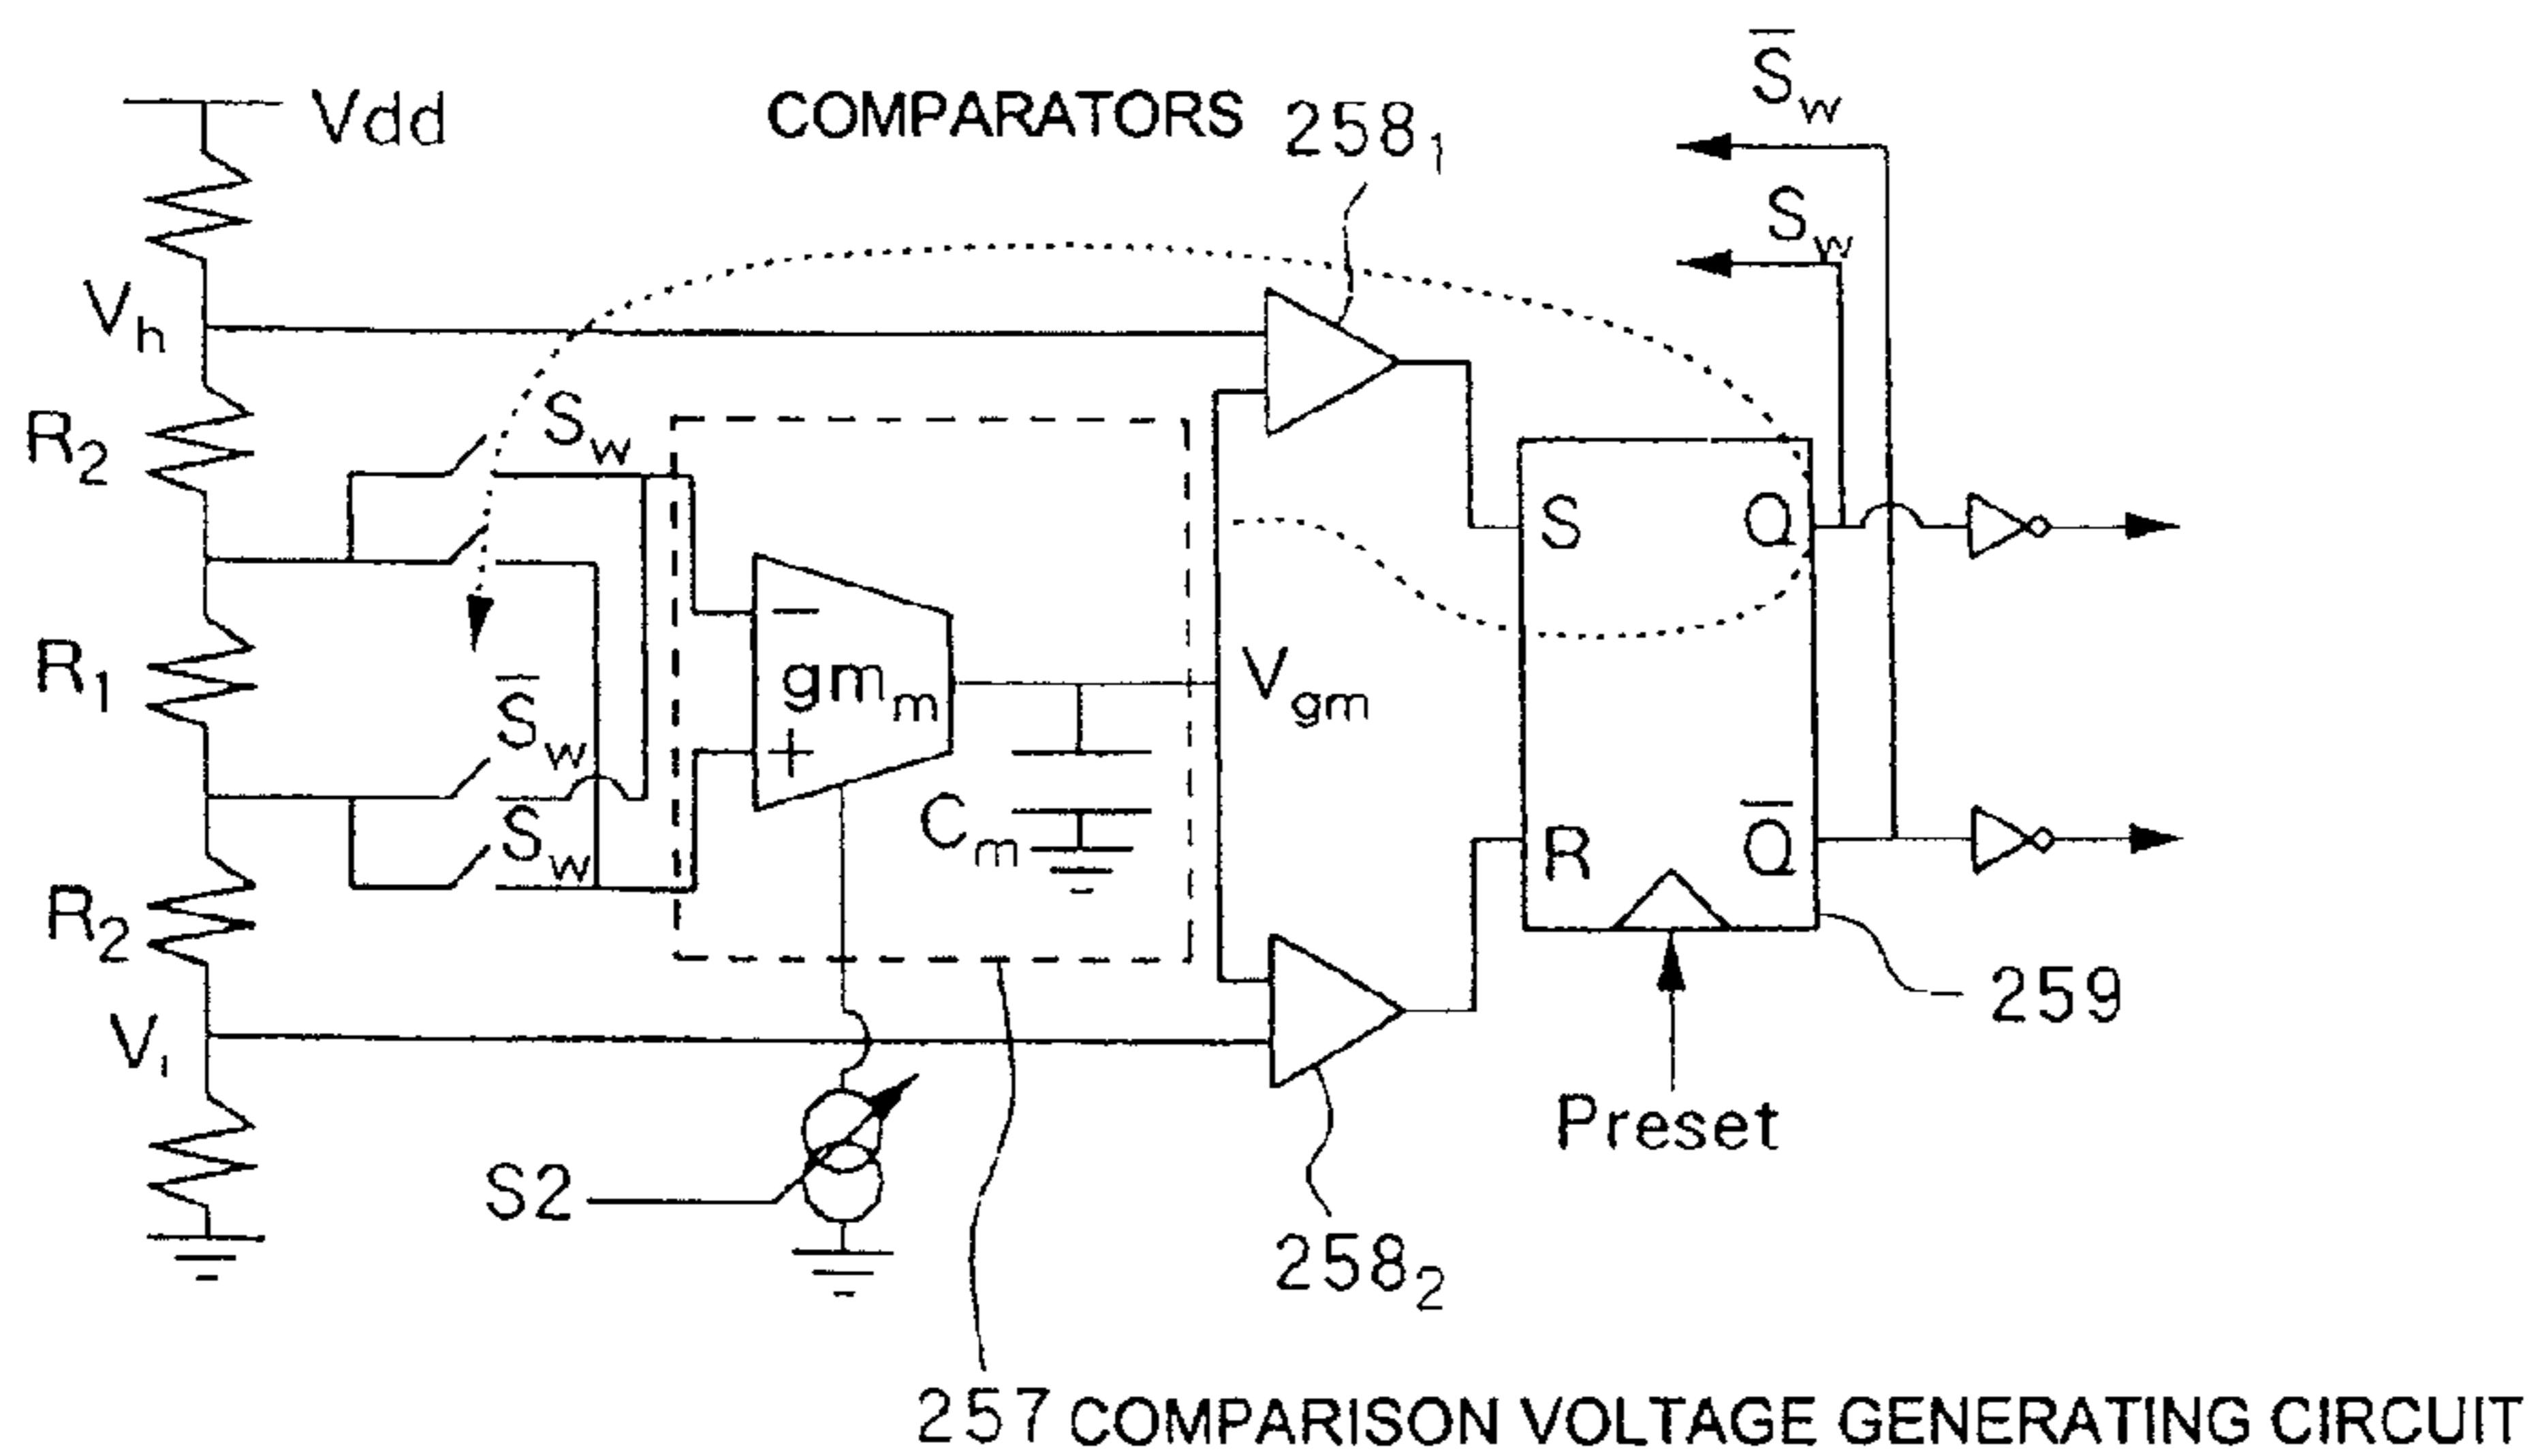 S̅w
Vdd
COMPARATORS 258₁
Sw
Vh
R₂
Sw
S
Q
R₁
gmm
Vgm
S̅w
Cm
Sw
R
Q̅
R₂
259
Vₗ
Preset
S2
258₂
257 COMPARISON VOLTAGE GENERATING CIRCUIT